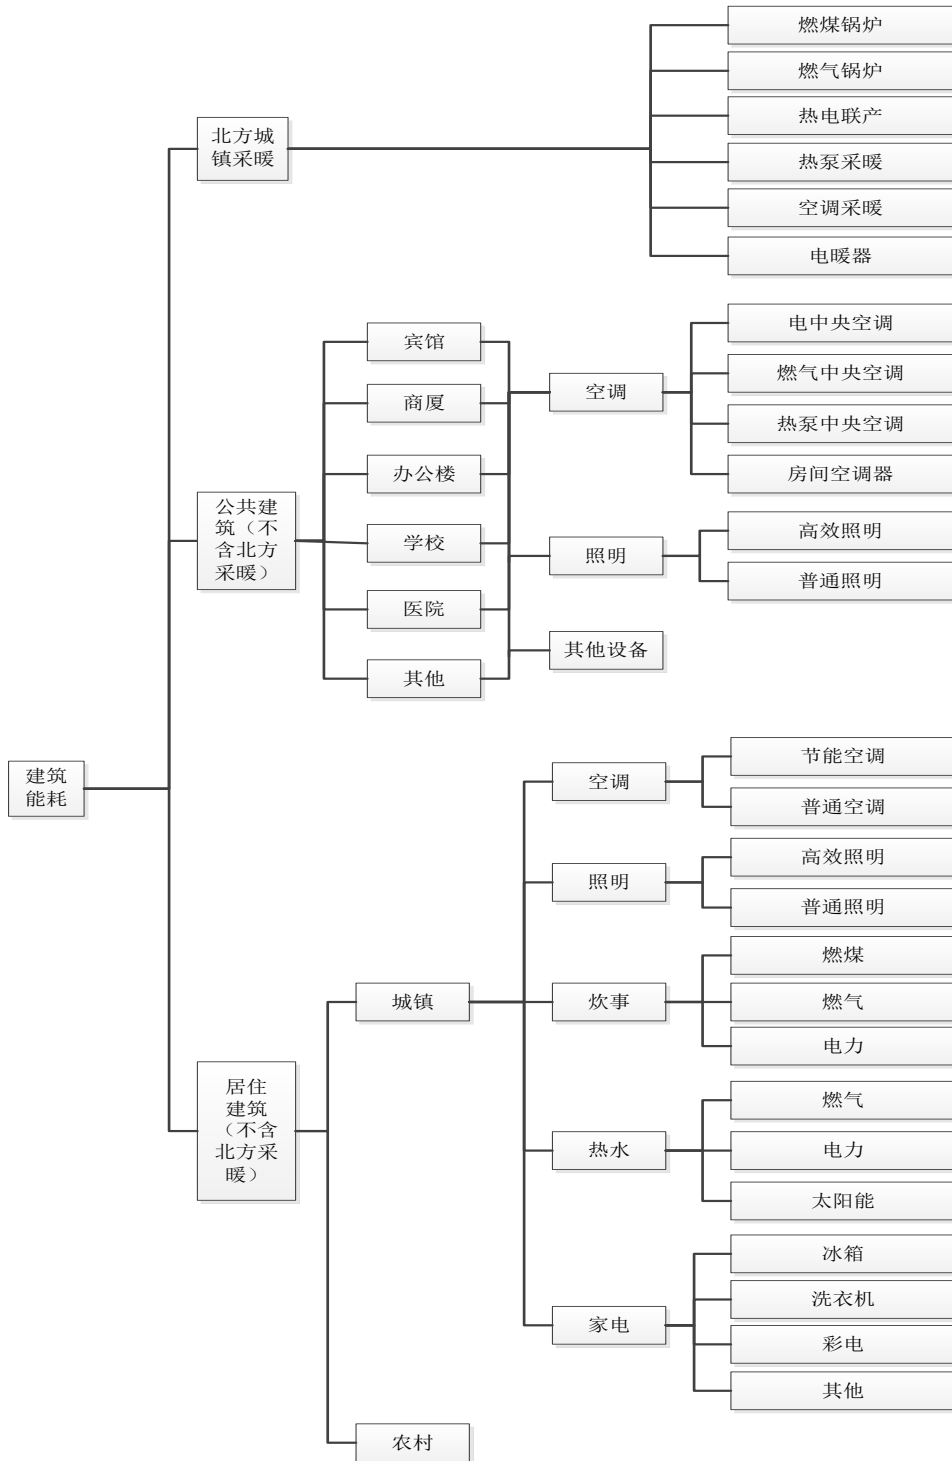 燃煤锅炉
燃气锅炉
热电联产
热泵采暖
空调采暖
电暖器
北方城
镇采暖
电中央空调
燃气中央空调
热泵中央空调
房间空调器
高效照明
普通照明
空调
照明
其他设备
宾馆
商厦
办公楼
学校
医院
其他
公共建
筑（不
含北方
采暖）
建筑
能耗
节能空调
普通空调
高效照明
普通照明
燃煤
燃气
电力
燃气
电力
太阳能
冰箱
洗衣机
彩电
其他
空调
照明
炊事
热水
家电
城镇
农村
居住
建筑
（不含
北方采
暖）